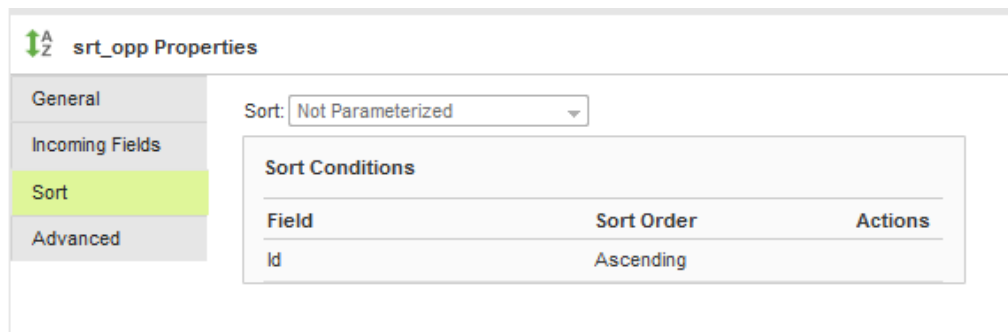 A
Z
srt_opp Properties
General
Incoming Fields
Sort
Advanced
Sort: Not Parameterized
Sort Conditions
Field Sort Order Actions
Id Ascending